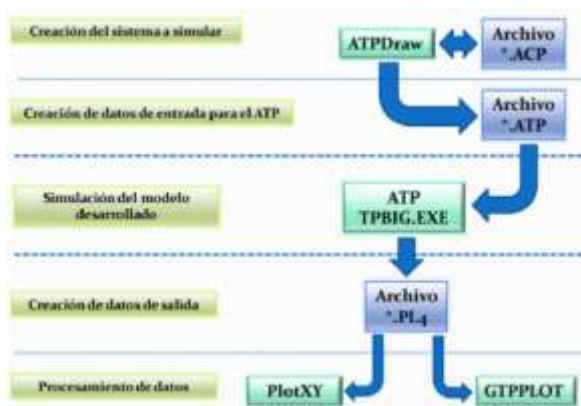 Creación del sistema a simular
ATPDraw
Archivo
*.ACP
Creación de datos de entrada para el ATP
Archivo
*.ATP
Simulación del modelo
desarrollado
ATP
TPBIG.EXE
Creación de datos de salida
Archivo
*.PL4
Procesamiento de datos
PlotXY
GTPPLOT